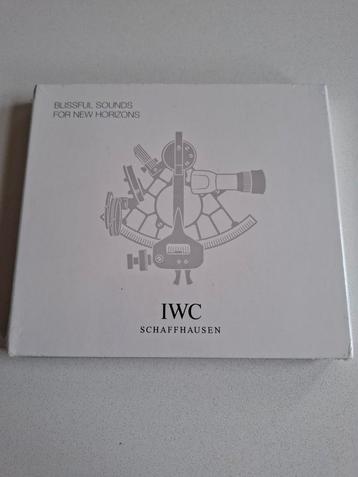 BLISSFUL SOUNDS
FOR NEW HORIZONS
IWC
SCHAFFHAUSEN